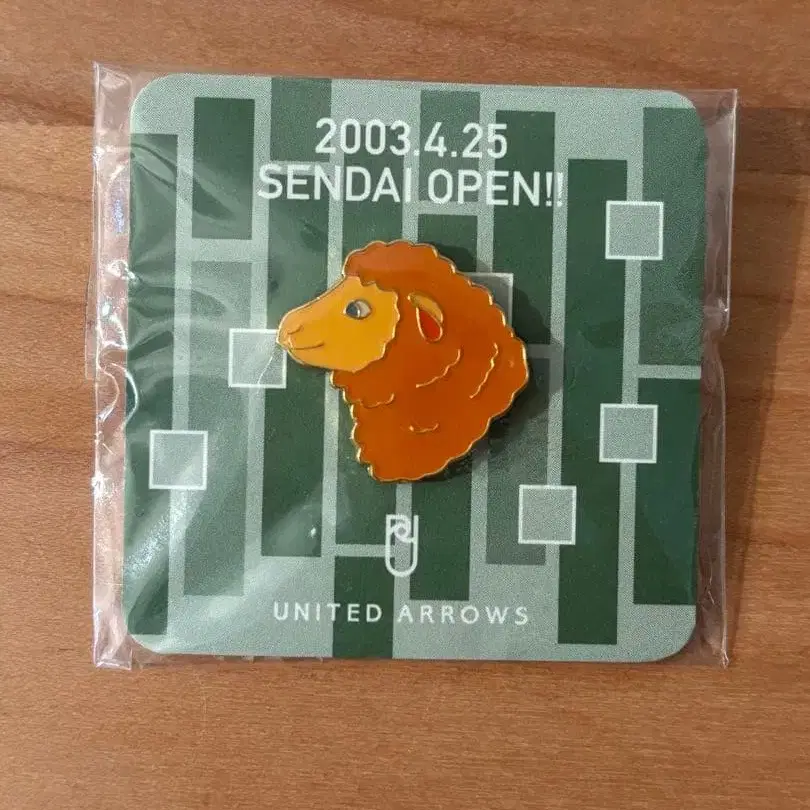 2003.4.25
SENDAI OPEN!!
UNITED ARROWS